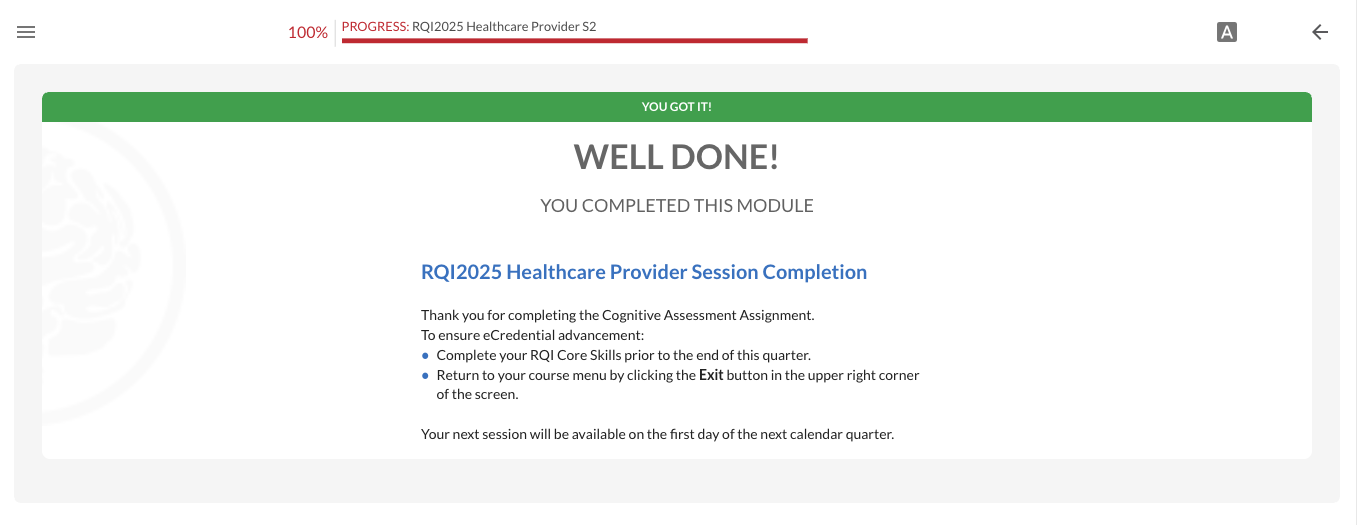 100%
PROGRESS: RQI2025 Healthcare Provider S2
A
YOU GOT IT!
WELL DONE!
YOU COMPLETED THIS MODULE
RQI2025 Healthcare Provider Session Completion
Thank you for completing the Cognitive Assessment Assignment.
To ensure eCredential advancement:
• Complete your RQI Core Skills prior to the end of this quarter.
• Return to your course menu by clicking the Exit button in the upper right corner
of the screen.
Your next session will be available on the first day of the next calendar quarter.